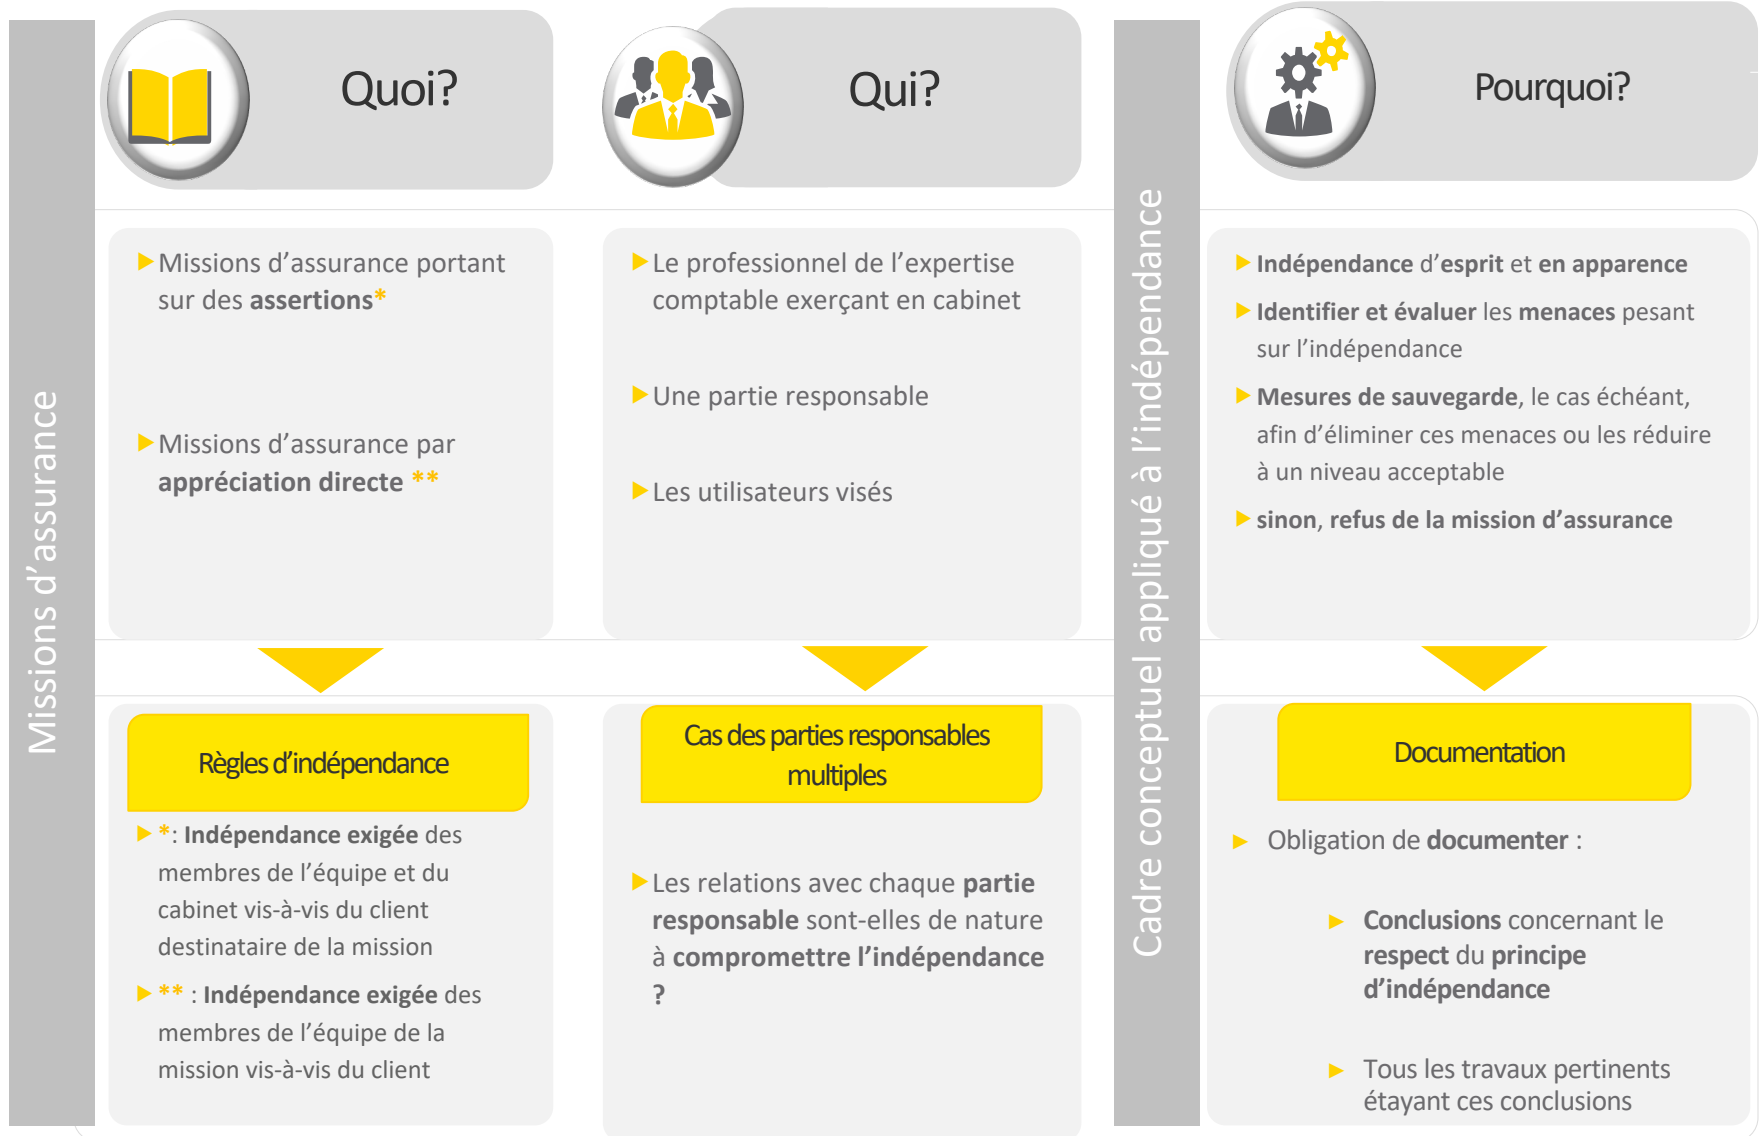 Missions d’assurance
Quoi?
Missions d’assurance portant
sur des assertions*
Missions d’assurance par
appréciation directe **
Règles d’indépendance
*: Indépendance exigée des
membres de l’équipe et du
cabinet vis-à-vis du client
destinataire de la mission
** : Indépendance exigée des
membres de l’équipe de la
mission vis-à-vis du client
Qui?
Le professionnel de l’expertise
comptable exerçant en cabinet
Une partie responsable
Les utilisateurs visés
Cas des parties responsables
multiples
Les relations avec chaque partie
responsable sont-elles de nature
à compromettre l’indépendance
?
Cadre conceptuel appliqué à l’indépendance
Pourquoi?
Indépendance d’esprit et en apparence
Identifier et évaluer les menaces pesant
sur l’indépendance
Mesures de sauvegarde, le cas échéant,
afin d’éliminer ces menaces ou les réduire
à un niveau acceptable
sinon, refus de la mission d’assurance
Documentation
Obligation de documenter :
Conclusions concernant le
respect du principe
d’indépendance
Tous les travaux pertinents
étayant ces conclusions